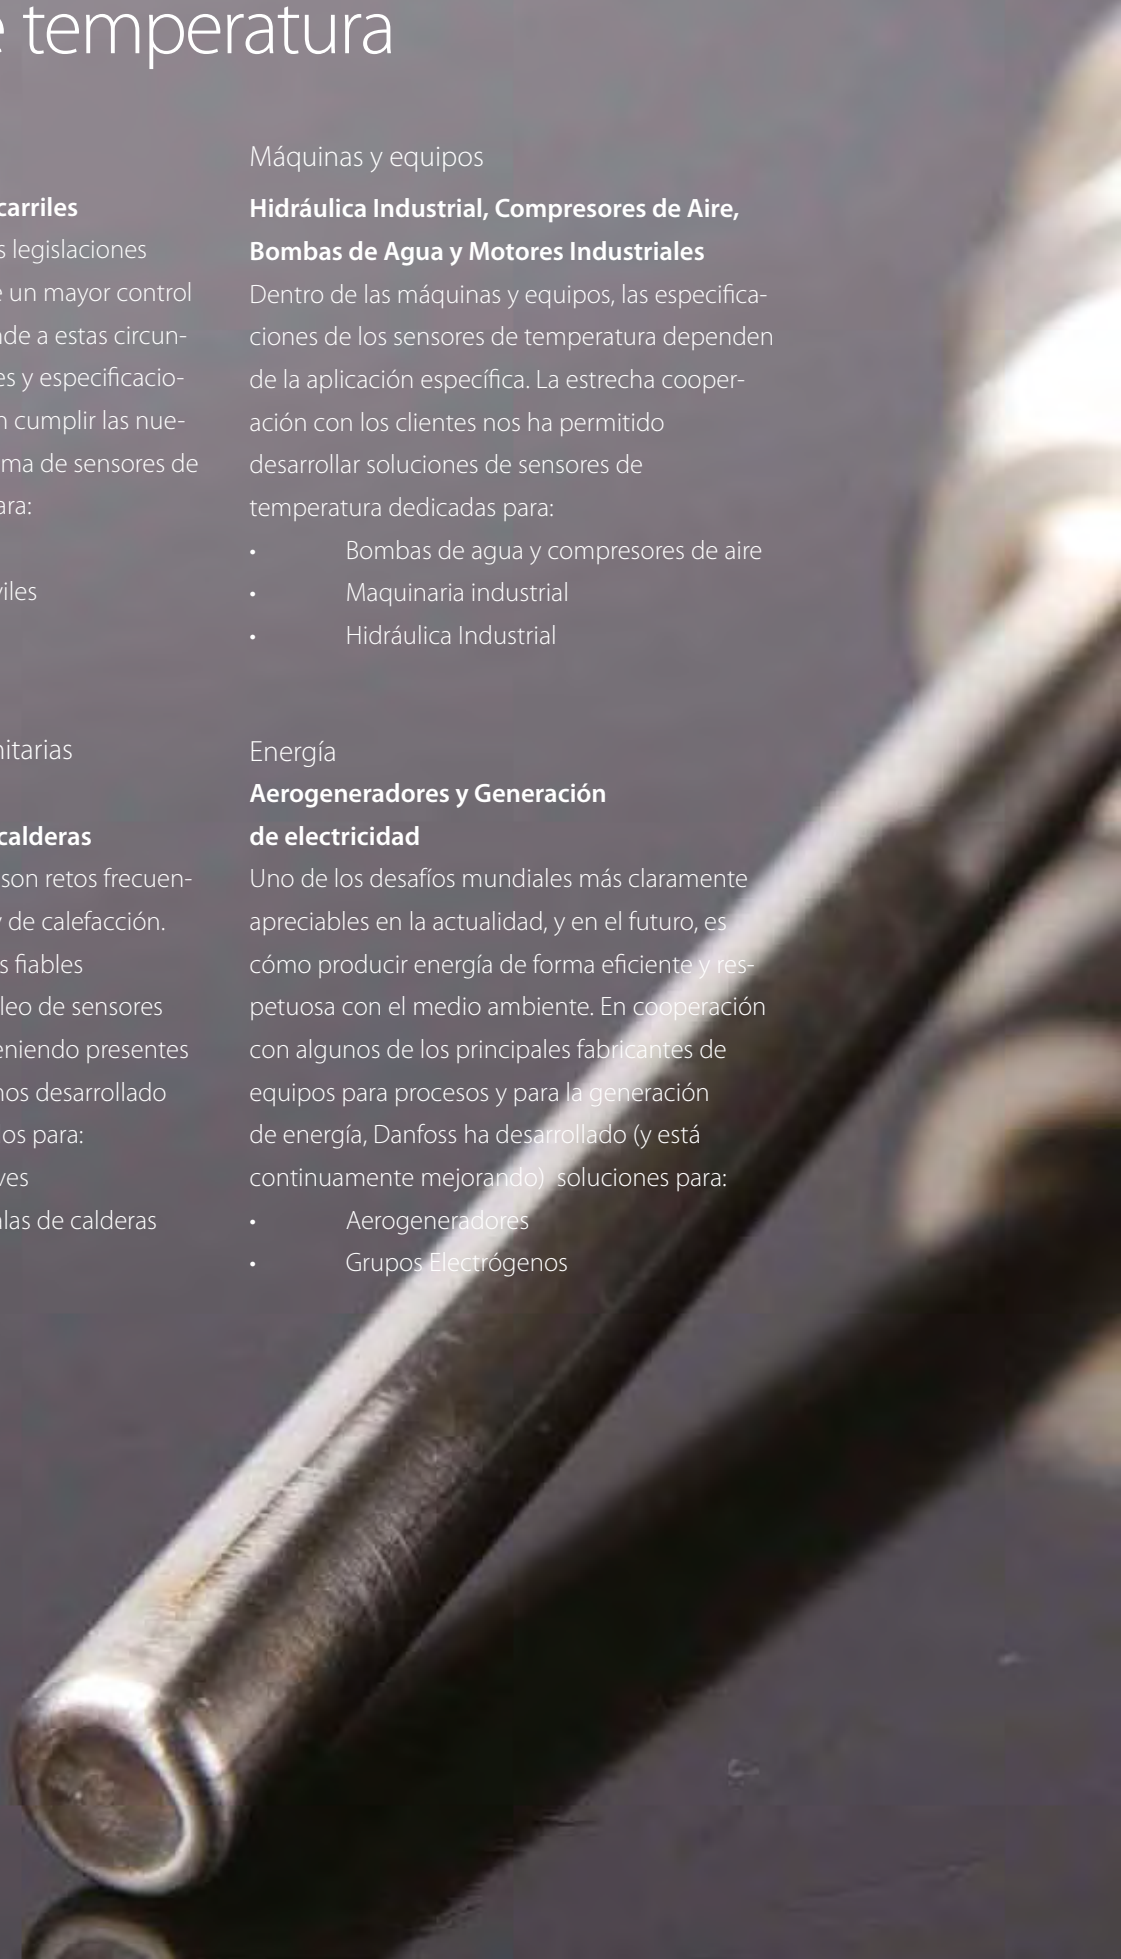 e temperatura
carriles
s legislaciones
e un mayor control
nde a estas circun-
es y especificacio-
n cumplir las nue-
ma de sensores de
ara:
viles
nitarias
calderas
son retos frecuen-
y de calefacción.
s fiables
leo de sensores
eniendo presentes
nos desarrollado
os para:
ves
alas de calderas
Máquinas y equipos
Hidráulica Industrial, Compresores de Aire,
Bombas de Agua y Motores Industriales
Dentro de las máquinas y equipos, las especifica-
ciones de los sensores de temperatura dependen
de la aplicación específica. La estrecha cooper-
ación con los clientes nos ha permitido
desarrollar soluciones de sensores de
temperatura dedicadas para:
• Bombas de agua y compresores de aire
• Maquinaria industrial
• Hidráulica Industrial
Energía
Aerogeneradores y Generación
de electricidad
Uno de los desafíos mundiales más claramente
apreciables en la actualidad, y en el futuro, es
cómo producir energía de forma eficiente y res-
petuosa con el medio ambiente. En cooperación
con algunos de los principales fabricantes de
equipos para procesos y para la generación
de energía, Danfoss ha desarrollado (y está
continuamente mejorando) soluciones para:
• Aerogeneradores
• Grupos Electrógenos